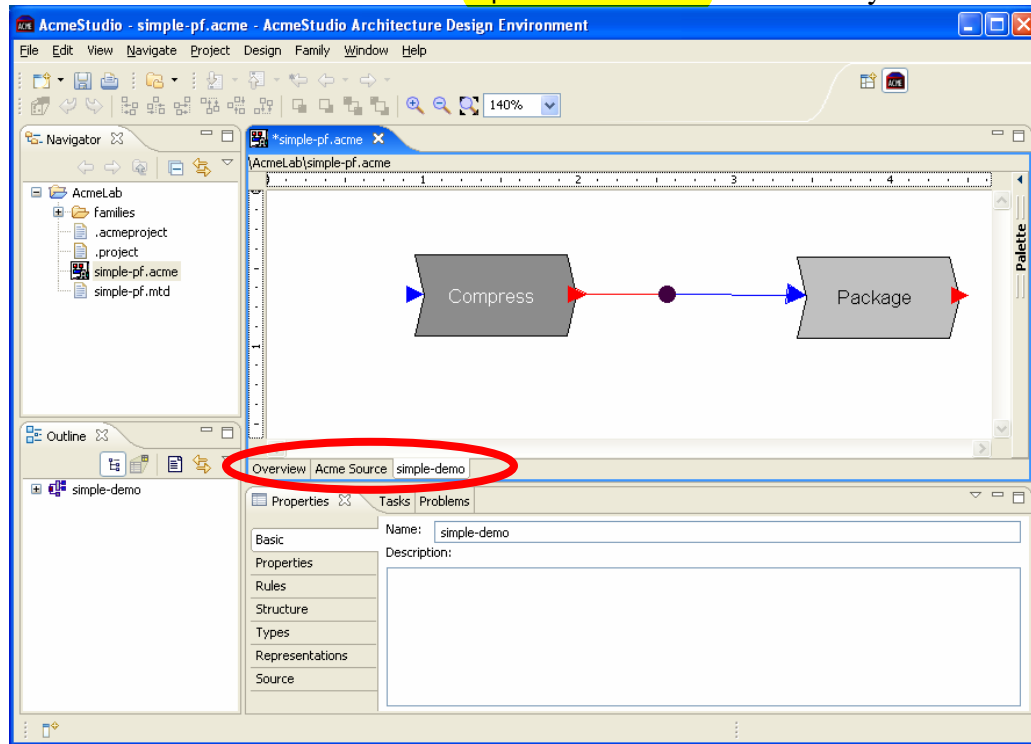 AcmeStudio - simple-pf.acme - AcmeStudio Architecture Design Environment
File Edit View Navigate Project Design Family Window Help
140%
Navigator
*simple-pf.acme
\AcmeLab\simple-pf.acme
1 2 3 4
AcmeLab
families
.acmeproject
.project
simple-pf.acme
simple-pf.mtd
Compress
Package
Palette
1
Outline
simple-demo
Overview Acme Source simple-demo
Properties Tasks Problems
Basic
Properties
Rules
Structure
Types
Representations
Source
Name: simple-demo
Description: